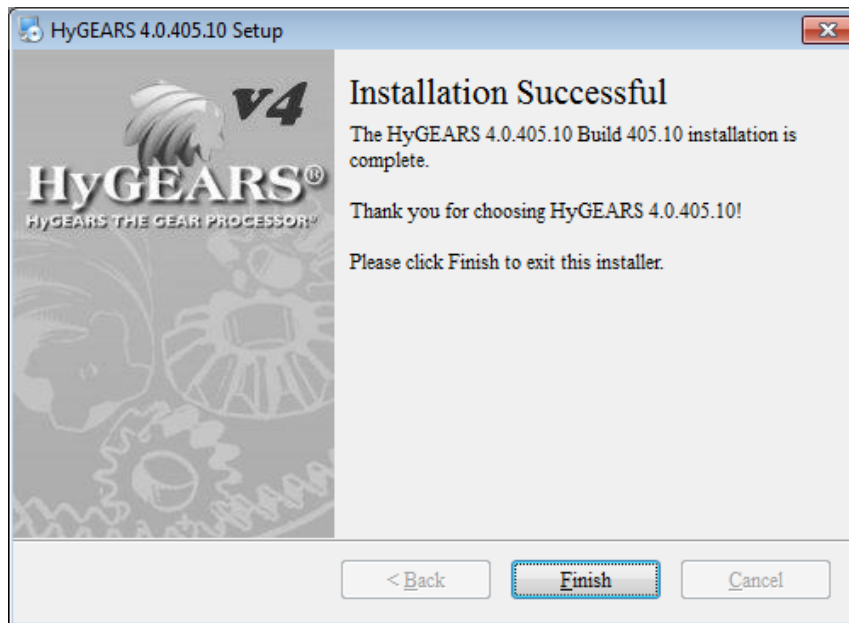 HyGEARS 4.0.405.10 Setup
V4
HyGEARS®
HyGEARS THE GEAR PROCESSOR®
Installation Successful
The HyGEARS 4.0.405.10 Build 405.10 installation is
complete.
Thank you for choosing HyGEARS 4.0.405.10!
Please click Finish to exit this installer.
< Back
Finish
Cancel